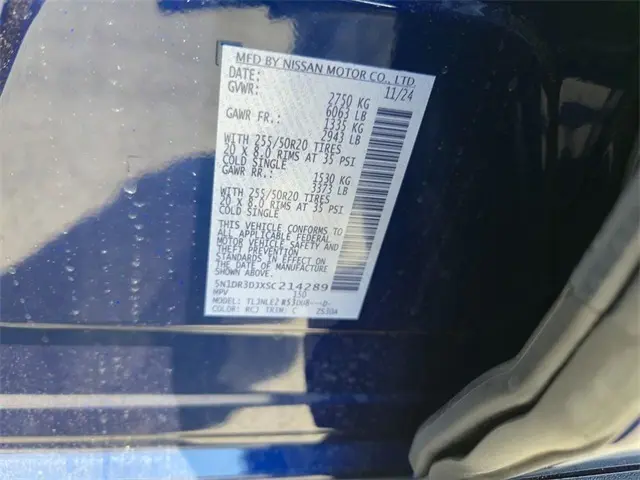 MFD BY NISSAN MOTOR CO., LTD
DATE: 11/24
GVWR: 2750 KG
6063 LB
GAWR FR.: 1335 KG
2943 LB
WITH 255/50R20 TIRES
20 X 8.0 RIMS AT 35 PSI
COLD SINGLE
GAWR RR.: 1530 KG
3373 LB
WITH 255/50R20 TIRES
20 X 8.0 RIMS AT 35 PSI
COLD SINGLE
THIS VEHICLE CONFORMS TO
ALL APPLICABLE FEDERAL
MOTOR VEHICLE SAFETY AND
THEFT PREVENTION
STANDARDS IN EFFECT ON
THE DATE OF MANUFACTURE
SHOWN ABOVE.
5N1DR3DJXSC214289
MPV 150
MODEL:
COLOR: RCJ TRIM: C